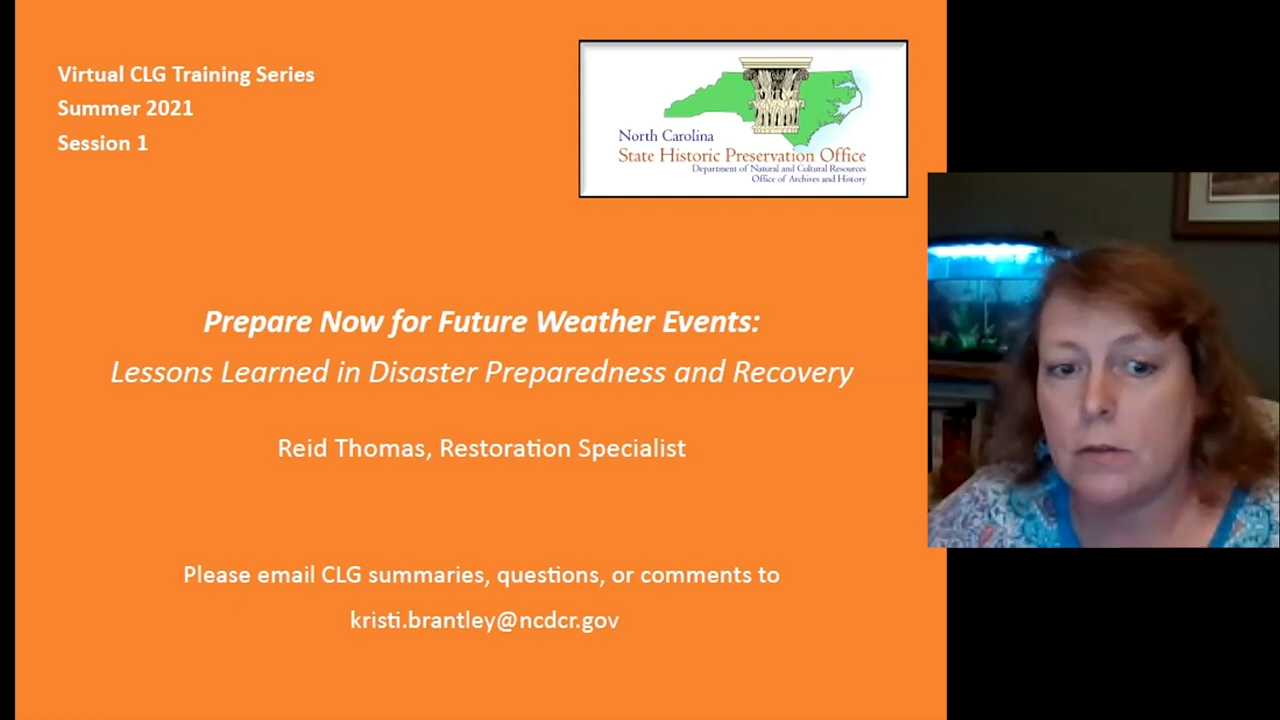 Virtual CLG Training Series
Summer 2021
Session 1
North Carolina
State Historic Preservation Office
Department of Natural and Cultural Resources
Office of Archives and History
Prepare Now for Future Weather Events:
Lessons Learned in Disaster Preparedness and Recovery
Reid Thomas, Restoration Specialist
Please email CLG summaries, questions, or comments to
kristi.brantley@ncdcr.gov